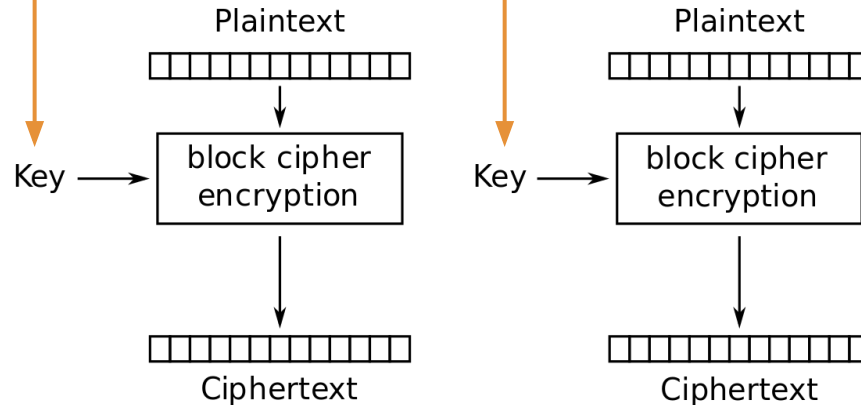 Plaintext
Plaintext
Key
block cipher
encryption
Key
block cipher
encryption
Ciphertext
Ciphertext